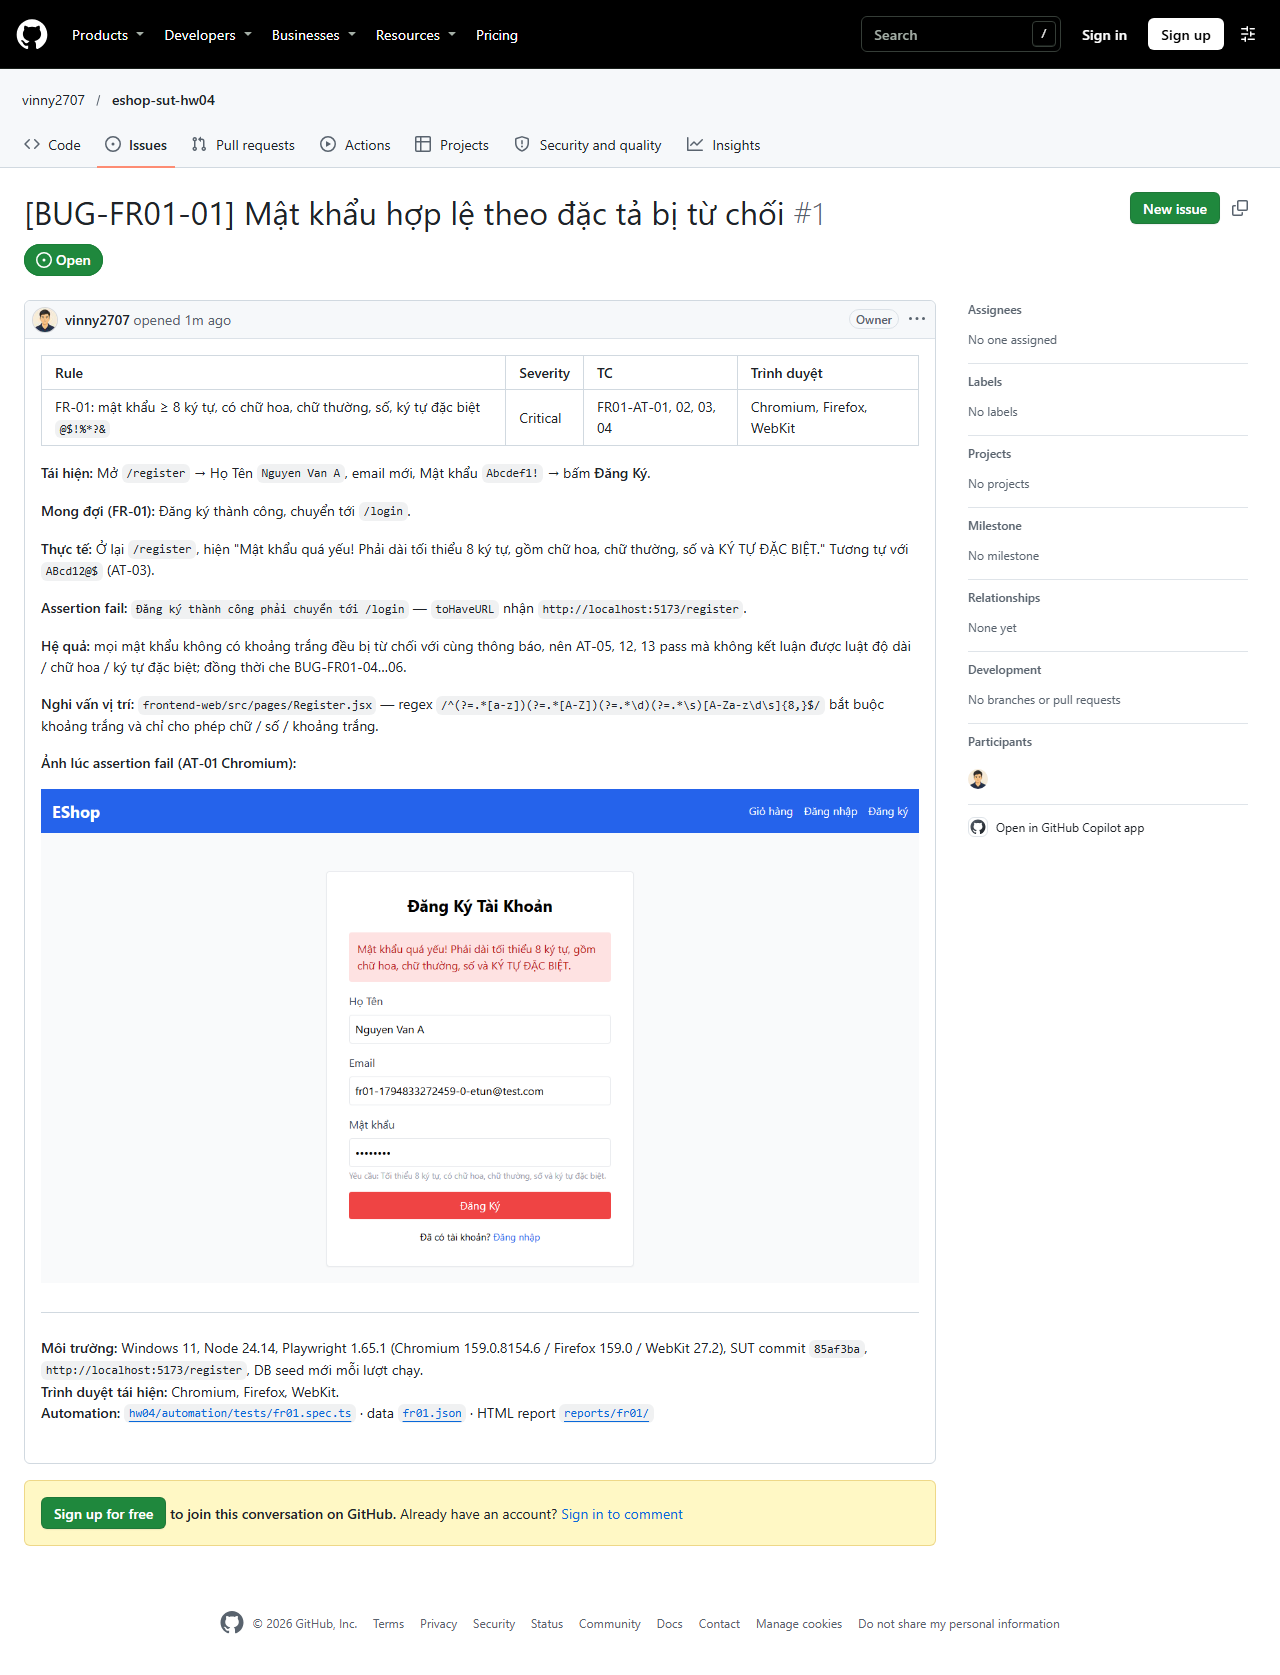 Products Developers Businesses Resources Pricing Search / Sign in Sign up
vinny2707 / eshop-sut-hw04
Code Issues Pull requests Actions Projects Security and quality Insights
[BUG-FR01-01] Mật khẩu hợp lệ theo đặc tả bị từ chối #1
New issue
Open
vinny2707 opened 1m ago Owner
Rule Severity TC Trình duyệt
FR-01: mật khẩu ≥ 8 ký tự, có chữ hoa, chữ thường, số, ký tự đặc biệt
@$!%*?&
Critical
FR01-AT-01, 02, 03,
04
Chromium, Firefox,
WebKit
Tái hiện: Mở /register → Họ Tên Nguyen Van A, email mới, Mật khẩu Abcdef1! → bấm Đăng Ký.
Mong đợi (FR-01): Đăng ký thành công, chuyển tới /login.
Thực tế: Ở lại /register, hiện "Mật khẩu quá yếu! Phải dài tối thiểu 8 ký tự, gồm chữ hoa, chữ thường, số và KÝ TỰ ĐẶC BIỆT." Tương tự với
ABcd12@$ (AT-03).
Assertion fail: Đăng ký thành công phải chuyển tới /login — toHaveURL nhận http://localhost:5173/register.
Hệ quả: mọi mật khẩu không có khoảng trắng đều bị từ chối với cùng thông báo, nên AT-05, 12, 13 pass mà không kết luận được luật độ dài
/ chữ hoa / ký tự đặc biệt; đồng thời che BUG-FR01-04…06.
Nghi vấn vị trí: frontend-web/src/pages/Register.jsx — regex /^(?=.*[a-z])(?=.*[A-Z])(?=.*\d)(?=.*\s)[A-Za-z\d\s]{8,}$/ bắt buộc
khoảng trắng và chỉ cho phép chữ / số / khoảng trắng.
Ảnh lúc assertion fail (AT-01 Chromium):
EShop Giỏ hàng Đăng nhập Đăng ký
Đăng Ký Tài Khoản
Mật khẩu quá yếu! Phải dài tối thiểu 8 ký tự, gồm
chữ hoa, chữ thường, số và KÝ TỰ ĐẶC BIỆT.
Họ Tên
Nguyen Van A
Email
fr01-1794833272459-0-etun@test.com
Mật khẩu
••••••••
Yêu cầu: Tối thiểu 8 ký tự, có chữ hoa, chữ thường, số và ký tự đặc biệt.
Đăng Ký
Đã có tài khoản? Đăng nhập
Môi trường: Windows 11, Node 24.14, Playwright 1.65.1 (Chromium 159.0.8154.6 / Firefox 159.0 / WebKit 27.2), SUT commit 85af3ba,
http://localhost:5173/register, DB seed mới mỗi lượt chạy.
Trình duyệt tái hiện: Chromium, Firefox, WebKit.
Automation: hw04/automation/tests/fr01.spec.ts · data fr01.json · HTML report reports/fr01/
Assignees
No one assigned
Labels
No labels
Projects
No projects
Milestone
No milestone
Relationships
None yet
Development
No branches or pull requests
Participants
Open in GitHub Copilot app
Sign up for free to join this conversation on GitHub. Already have an account? Sign in to comment
© 2026 GitHub, Inc. Terms Privacy Security Status Community Docs Contact Manage cookies Do not share my personal information